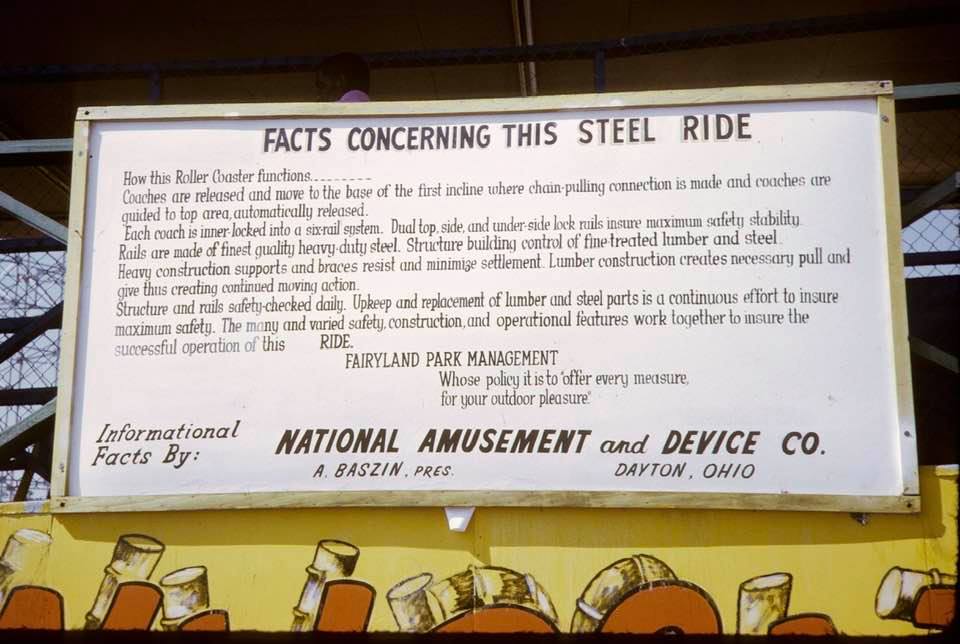 FACTS CONCERNING THIS STEEL RIDE
How this Roller Coaster functions.........
Coaches are released and move to the base of the first incline where chain-pulling connection is made and coaches are
guided to top area, automatically released.
Each coach is inner-locked into a six-rail system. Dual top, side, and under-side lock rails insure maximum safety stability.
Rails are made of finest quality heavy-duty steel. Structure building control of fine-treated lumber and steel.
Heavy construction supports and braces resist and minimize settlement. Lumber construction creates necessary pull and
give thus creating continued moving action.
Structure and rails safety-checked daily. Upkeep and replacement of lumber and steel parts is a continuous effort to insure
maximum safety. The many and varied safety, construction, and operational features work together to insure the
successful operation of this RIDE.
FAIRYLAND PARK MANAGEMENT
Whose policy it is to "offer every measure,
for your outdoor pleasure."
Informational
Facts By:
NATIONAL AMUSEMENT and DEVICE CO.
A. BASZIN, PRES. DAYTON, OHIO